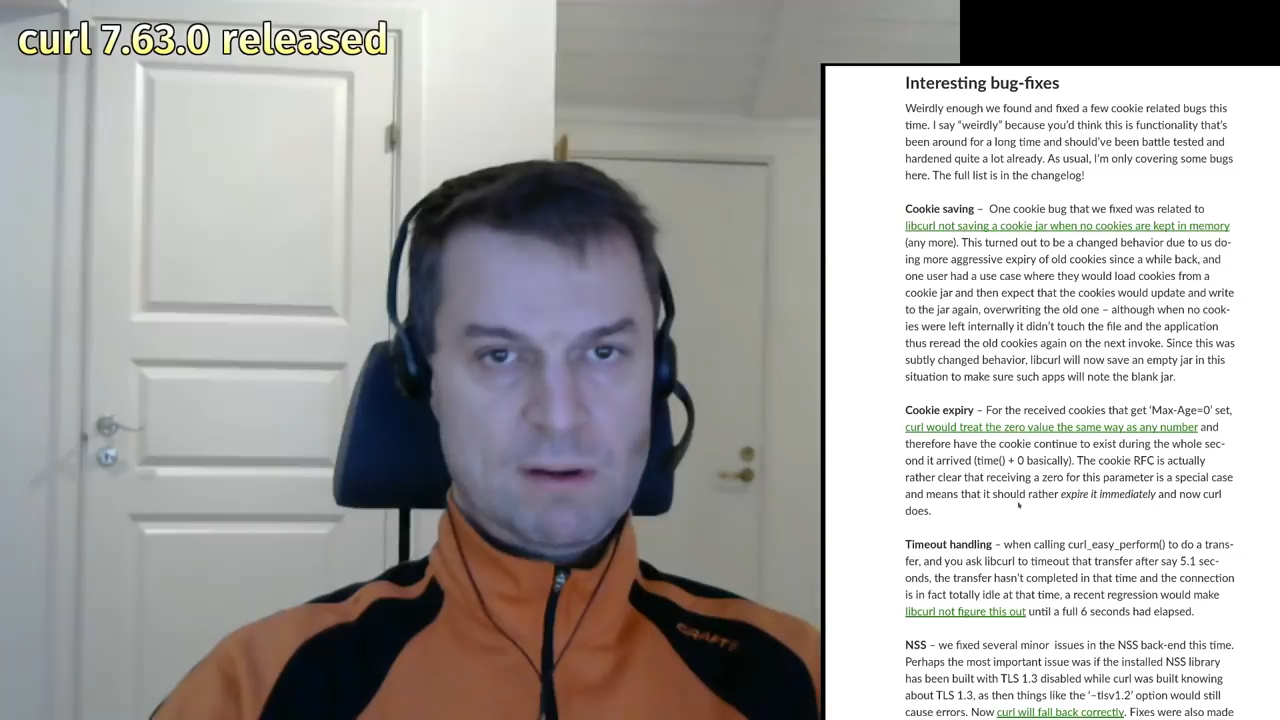 curl 7.63.0 released
Interesting bug-fixes
Weirdly enough we found and fixed a few cookie related bugs this
time. I say “weirdly” because you’d think this is functionality that’s
been around for a long time and should’ve been battle tested and
hardened quite a lot already. As usual, I’m only covering some bugs
here. The full list is in the changelog!
Cookie saving – One cookie bug that we fixed was related to
libcurl not saving a cookie jar when no cookies are kept in memory
(any more). This turned out to be a changed behavior due to us do-
ing more aggressive expiry of old cookies since a while back, and
one user had a use case where they would load cookies from a
cookie jar and then expect that the cookies would update and write
to the jar again, overwriting the old one – although when no cook-
ies were left internally it didn’t touch the file and the application
thus reread the old cookies again on the next invoke. Since this was
subtly changed behavior, libcurl will now save an empty jar in this
situation to make sure such apps will note the blank jar.
Cookie expiry – For the received cookies that get ‘Max-Age=0’ set,
curl would treat the zero value the same way as any number and
therefore have the cookie continue to exist during the whole sec-
ond it arrived (time() + 0 basically). The cookie RFC is actually
rather clear that receiving a zero for this parameter is a special case
and means that it should rather expire it immediately and now curl
does.
Timeout handling – when calling curl_easy_perform() to do a trans-
fer, and you ask libcurl to timeout that transfer after say 5.1 sec-
onds, the transfer hasn’t completed in that time and the connection
is in fact totally idle at that time, a recent regression would make
libcurl not figure this out until a full 6 seconds had elapsed.
NSS – we fixed several minor issues in the NSS back-end this time.
Perhaps the most important issue was if the installed NSS library
has been built with TLS 1.3 disabled while curl was built knowing
about TLS 1.3, as then things like the ‘–tlsv1.2’ option would still
cause errors. Now curl will fall back correctly. Fixes were also made
CRAFT